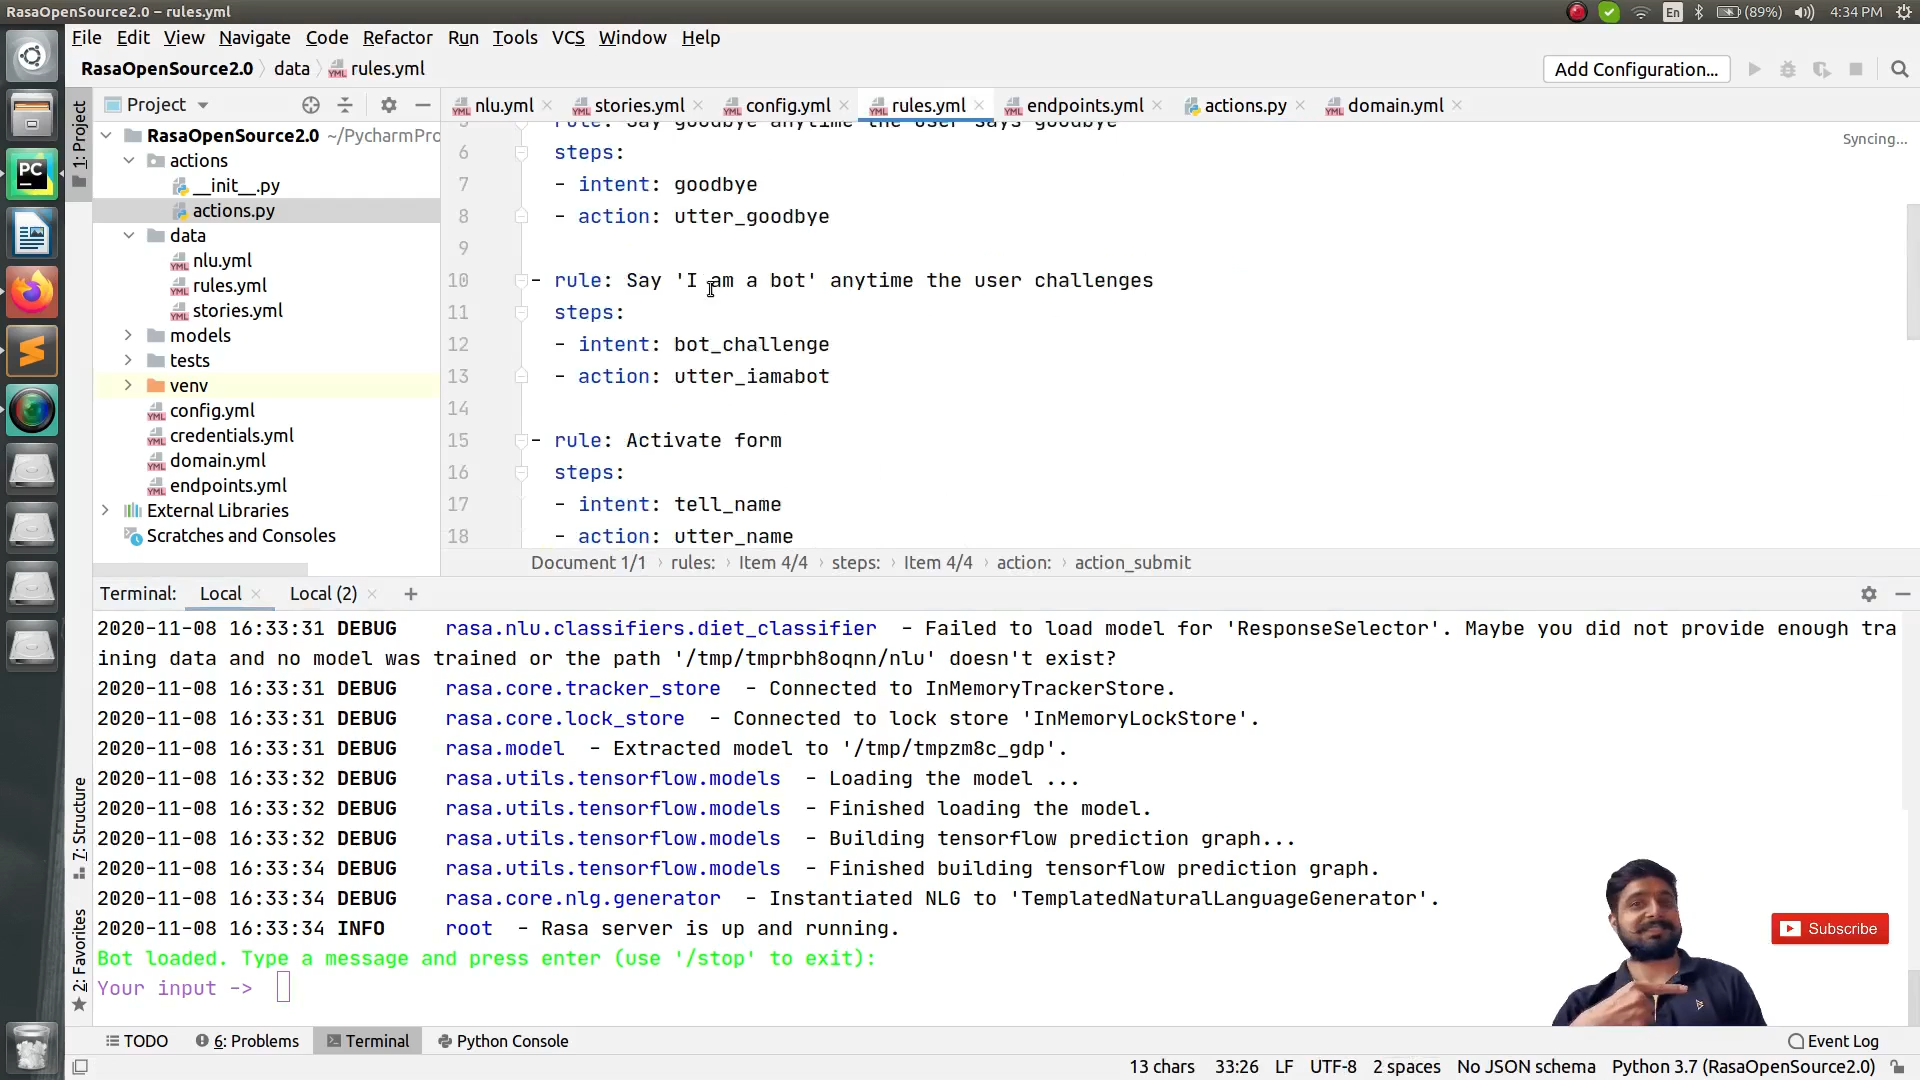 RasaOpenSource2.0 – rules.yml
En (89%) 4:34 PM
File Edit View Navigate Code Refactor Run Tools VCS Window Help
RasaOpenSource2.0 data rules.yml
Add Configuration...
Project
nlu.yml stories.yml config.yml rules.yml endpoints.yml actions.py domain.yml
1: Project
RasaOpenSource2.0 ~/PycharmPro
actions
__init__.py
actions.py
data
nlu.yml
rules.yml
stories.yml
models
tests
venv
config.yml
credentials.yml
domain.yml
endpoints.yml
External Libraries
Scratches and Consoles
rule: Say goodbye anytime the user says goodbye
Syncing...
6 steps:
7 - intent: goodbye
8 - action: utter_goodbye
9
10 - rule: Say 'I am a bot' anytime the user challenges
11 steps:
12 - intent: bot_challenge
13 - action: utter_iamabot
14
15 - rule: Activate form
16 steps:
17 - intent: tell_name
18 - action: utter_name
Document 1/1 › rules: › Item 4/4 › steps: › Item 4/4 › action: › action_submit
Terminal: Local Local (2) +
2020-11-08 16:33:31 DEBUG rasa.nlu.classifiers.diet_classifier - Failed to load model for 'ResponseSelector'. Maybe you did not provide enough tra
ining data and no model was trained or the path '/tmp/tmprbh8oqnn/nlu' doesn't exist?
2020-11-08 16:33:31 DEBUG rasa.core.tracker_store - Connected to InMemoryTrackerStore.
2020-11-08 16:33:31 DEBUG rasa.core.lock_store - Connected to lock store 'InMemoryLockStore'.
2020-11-08 16:33:31 DEBUG rasa.model - Extracted model to '/tmp/tmpzm8c_gdp'.
2020-11-08 16:33:32 DEBUG rasa.utils.tensorflow.models - Loading the model ...
2020-11-08 16:33:32 DEBUG rasa.utils.tensorflow.models - Finished loading the model.
2020-11-08 16:33:32 DEBUG rasa.utils.tensorflow.models - Building tensorflow prediction graph...
2020-11-08 16:33:34 DEBUG rasa.utils.tensorflow.models - Finished building tensorflow prediction graph.
2020-11-08 16:33:34 DEBUG rasa.core.nlg.generator - Instantiated NLG to 'TemplatedNaturalLanguageGenerator'.
2020-11-08 16:33:34 INFO root - Rasa server is up and running.
Bot loaded. Type a message and press enter (use '/stop' to exit):
Your input ->
7: Structure
2: Favorites
Subscribe
TODO 6: Problems Terminal Python Console Event Log
13 chars 33:26 LF UTF-8 2 spaces No JSON schema Python 3.7 (RasaOpenSource2.0)